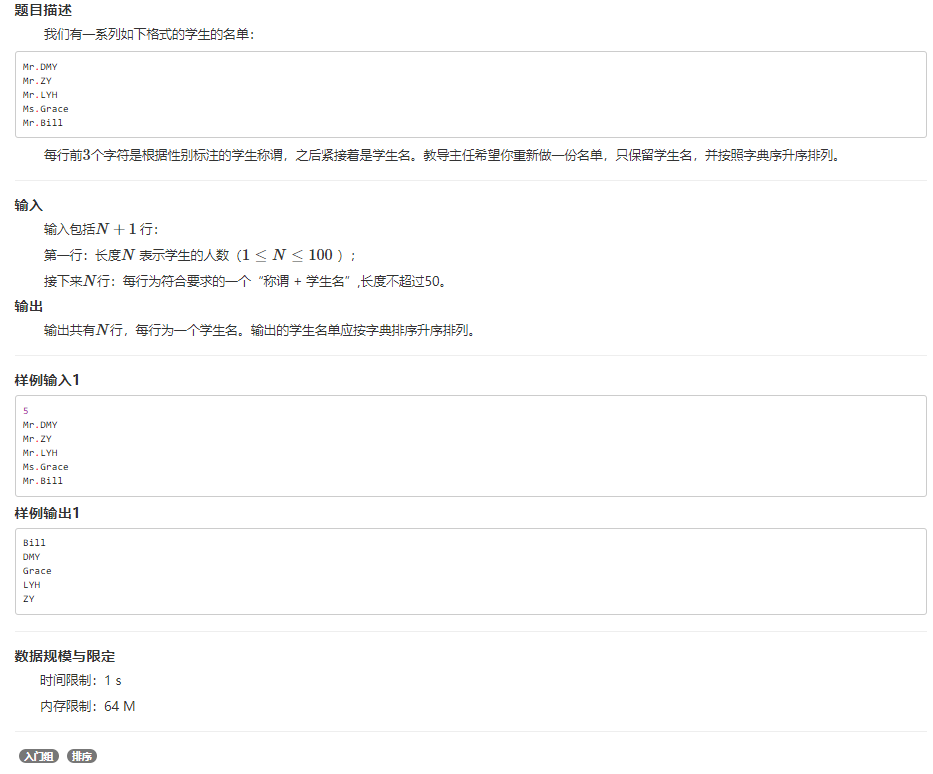 题目描述
我们有一系列如下格式的学生的名单：
Mr.DMY
Mr.ZY
Mr.LYH
Ms.Grace
Mr.Bill
每行前3个字符是根据性别标注的学生称谓，之后紧接着是学生名。教导主任希望你重新做一份名单，只保留学生名，并按照字典序升序排列。
输入
输入包括N + 1 行：
第一行：长度N 表示学生的人数（1 ≤ N ≤ 100 ）；
接下来N行：每行为符合要求的一个“称谓 + 学生名”,长度不超过50。
输出
输出共有N行，每行为一个学生名。输出的学生名单应按字典排序升序排列。
样例输入1
5
Mr.DMY
Mr.ZY
Mr.LYH
Ms.Grace
Mr.Bill
样例输出1
Bill
DMY
Grace
LYH
ZY
数据规模与限定
时间限制：1 s
内存限制：64 M
入门组 排序